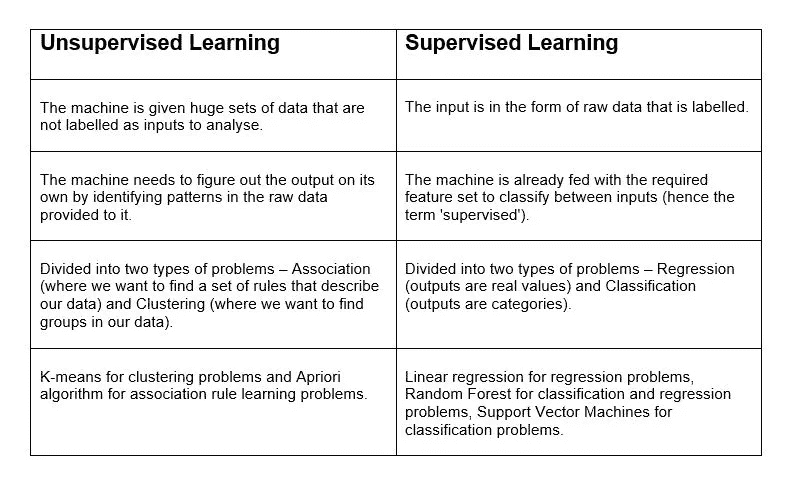 Unsupervised Learning
Supervised Learning
The machine is given huge sets of data that are
not labelled as inputs to analyse.
The input is in the form of raw data that is labelled.
The machine needs to figure out the output on its
own by identifying patterns in the raw data
provided to it.
The machine is already fed with the required
feature set to classify between inputs (hence the
term 'supervised').
Divided into two types of problems – Association
(where we want to find a set of rules that describe
our data) and Clustering (where we want to find
groups in our data).
Divided into two types of problems – Regression
(outputs are real values) and Classification
(outputs are categories).
K-means for clustering problems and Apriori
algorithm for association rule learning problems.
Linear regression for regression problems,
Random Forest for classification and regression
problems, Support Vector Machines for
classification problems.